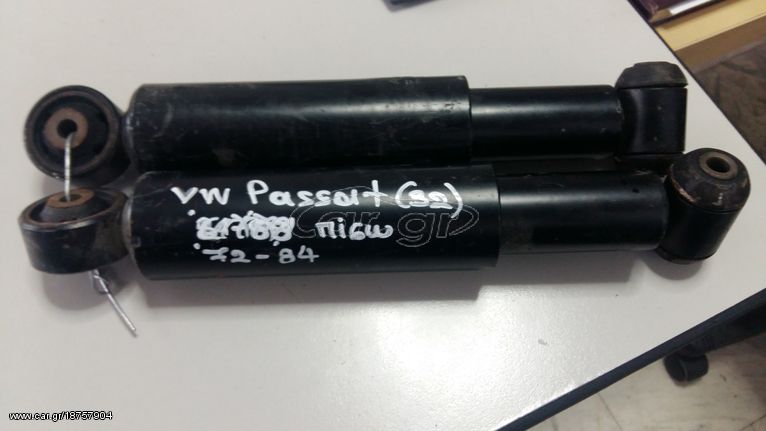 VW Passat (32)
πισω
72-84
car.gr
www.car.gr/18757904